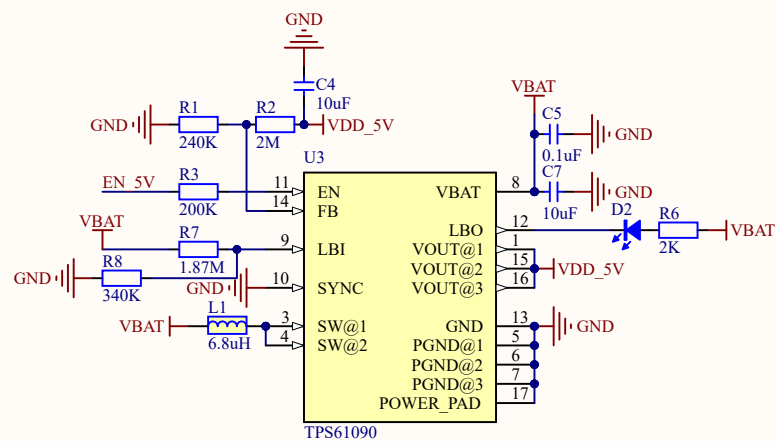 GND
C4
10uF
VBAT
R1
R2
C5
GND
VDD_5V
GND
240K
2M
0.1uF
U3
C7
EN_5V
R3
11
EN
VBAT
8
GND
200K
14
FB
10uF
D2
R6
VBAT
R7
LBO
12
VBAT
9
LBI
VOUT@1
1
2K
R8
1.87M
VOUT@2
15
VDD_5V
GND
GND
10
SYNC
VOUT@3
16
340K
L1
VBAT
3
SW@1
GND
13
GND
6.8uH
4
SW@2
PGND@1
5
PGND@2
6
PGND@3
7
POWER_PAD
17
TPS61090